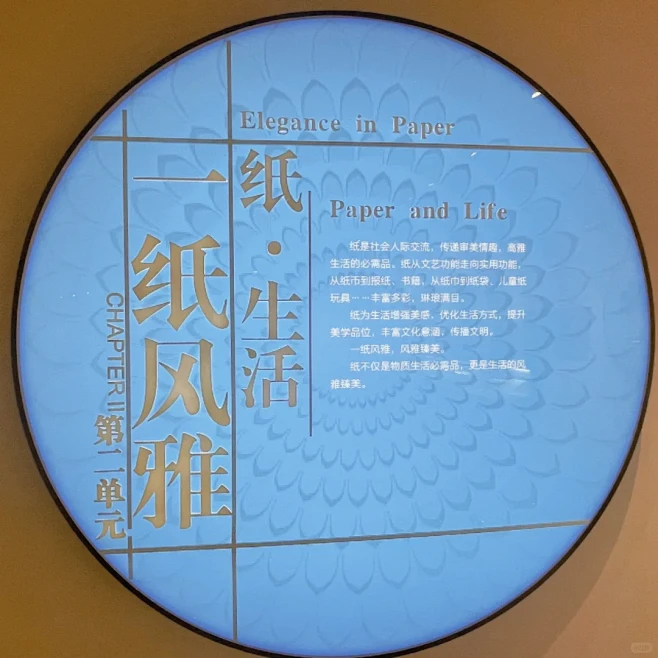 Elegance in Paper
一纸风雅
纸·生活
CHAPTER II
第二单元
Paper and Life
纸是社会人际交流、传递审美情趣、高雅
生活的必需品。纸从文艺功能走向实用功能，
从纸币到报纸、书籍，从纸巾到纸袋、儿童纸
玩具……丰富多彩，琳琅满目。
纸为生活增强美感，优化生活方式，提升
美学品位，丰富文化意涵，传播文明。
一纸风雅，风雅臻美。
纸不仅是物质生活必需品，更是生活的风
雅臻美。